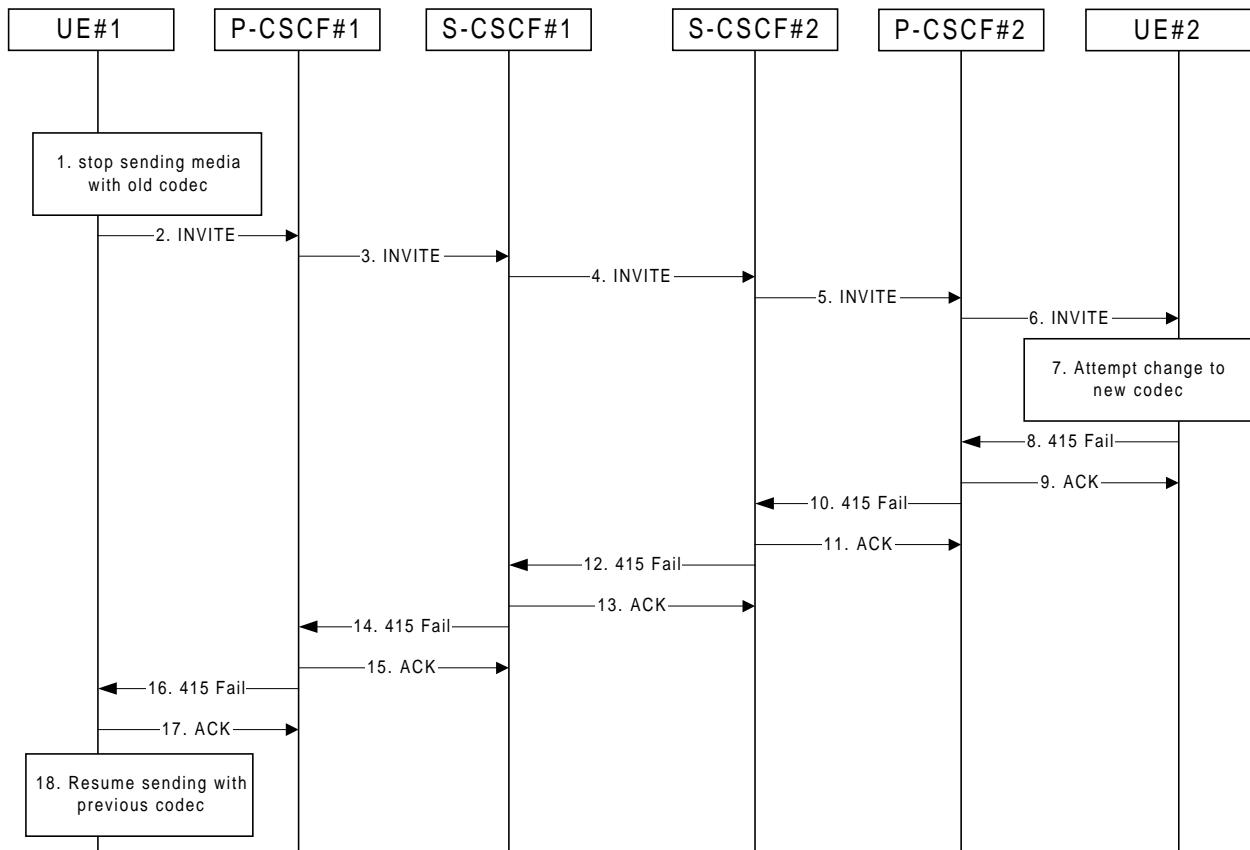 UE#1
P-CSCF#1
S-CSCF#1
S-CSCF#2
P-CSCF#2
UE#2
1. stop sending media
with old codec
2. INVITE
3. INVITE
4. INVITE
5. INVITE
6. INVITE
7. Attempt change to
new codec
8. 415 Fail
9. ACK
10. 415 Fail
11. ACK
12. 415 Fail
13. ACK
14. 415 Fail
15. ACK
16. 415 Fail
17. ACK
18. Resume sending with
previous codec